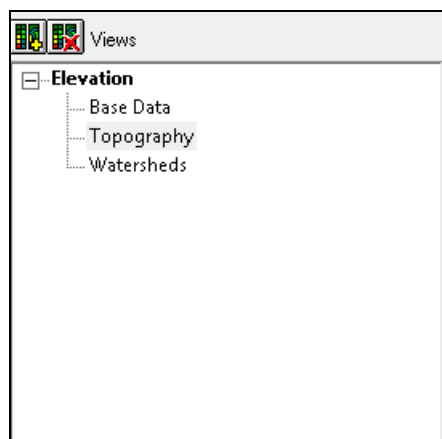 Views
Elevation
Base Data
Topography
Watersheds